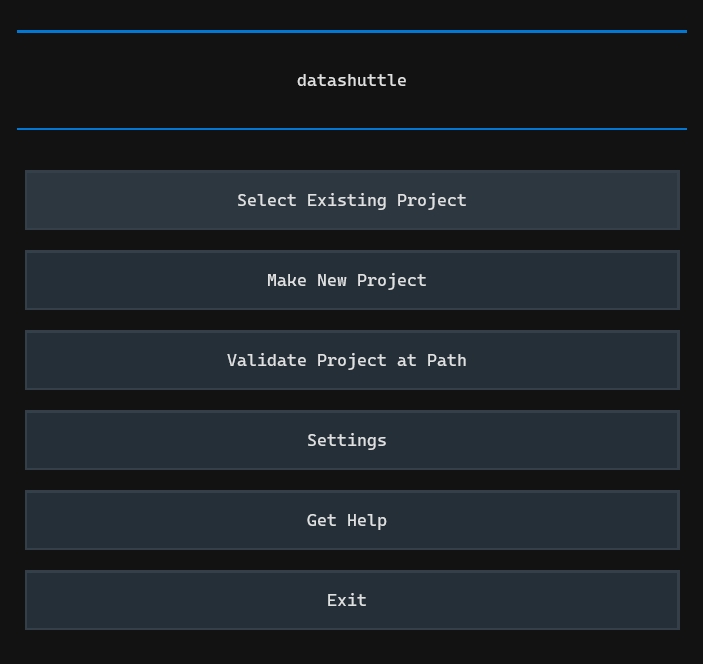 datashuttle
Select Existing Project
Make New Project
Validate Project at Path
Settings
Get Help
Exit